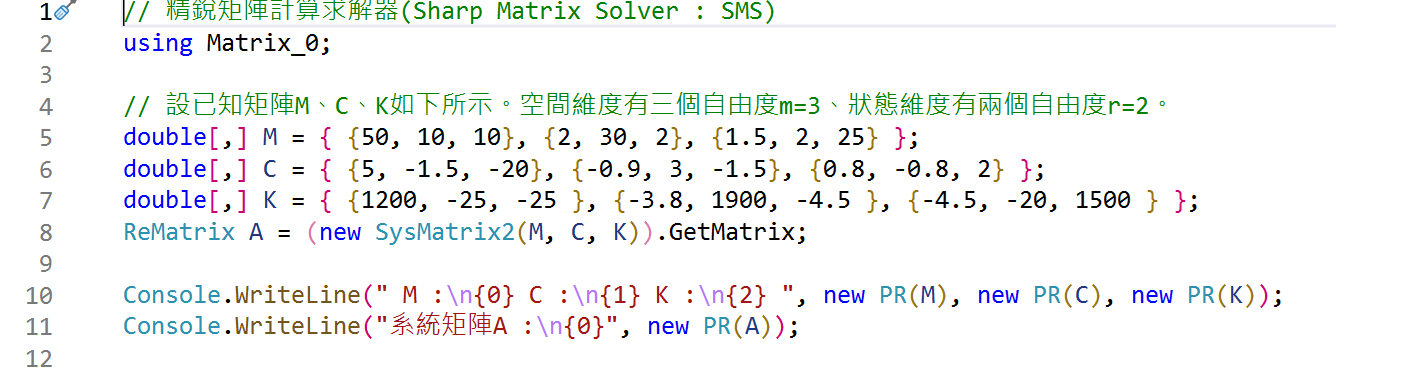 1 // 精銳矩陣計算求解器(Sharp Matrix Solver : SMS)
2 using Matrix_0;
3
4 // 設已知矩陣M、C、K如下所示。空間維度有三個自由度m=3、狀態維度有兩個自由度r=2。
5 double[,] M = { {50, 10, 10}, {2, 30, 2}, {1.5, 2, 25} };
6 double[,] C = { {5, -1.5, -20}, {-0.9, 3, -1.5}, {0.8, -0.8, 2} };
7 double[,] K = { {1200, -25, -25 }, {-3.8, 1900, -4.5 }, {-4.5, -20, 1500 } };
8 ReMatrix A = (new SysMatrix2(M, C, K)).GetMatrix;
9
10 Console.WriteLine(" M :\n{0} C :\n{1} K :\n{2} ", new PR(M), new PR(C), new PR(K));
11 Console.WriteLine("系統矩陣A :\n{0}", new PR(A));
12